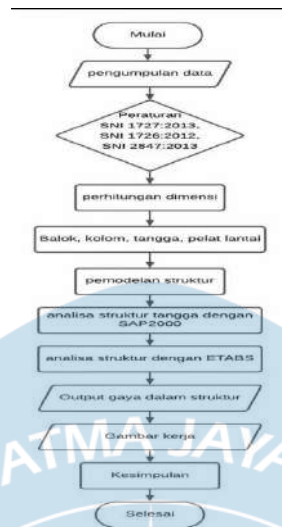 Mulai
pengumpulan data
Peraturan
SNI 1727:2013,
SNI 1726:2012,
SNI 2847:2013
perhitungan dimensi
Balok, kolom, tangga, pelat lantai
pemodelan struktur
analisa struktur tangga dengan
SAP2000
analisa struktur dengan ETABS
Output gaya dalam struktur
Gambar kerja
Kesimpulan
Selesai
ATMA JAYA